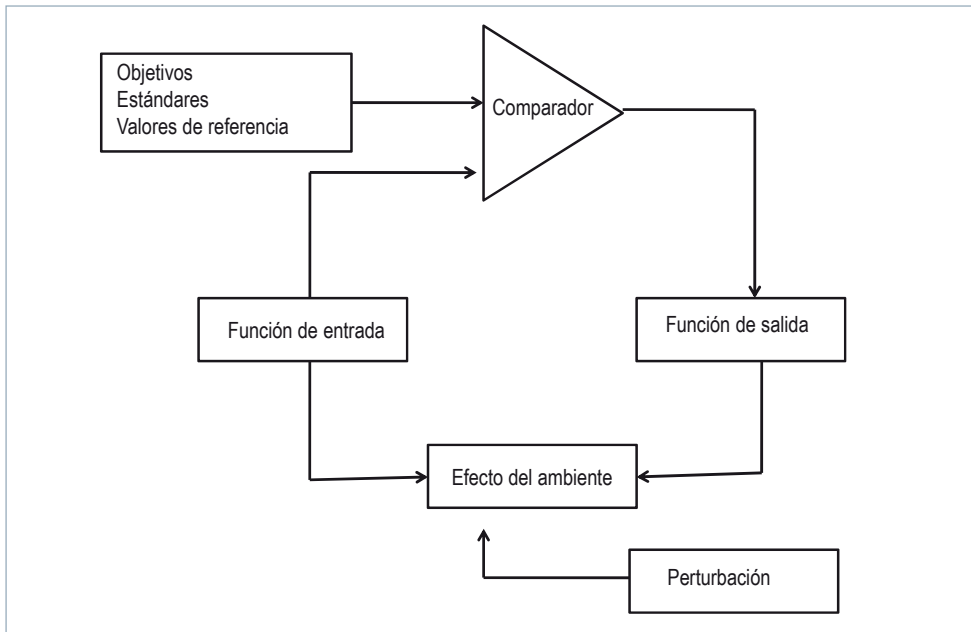 Objetivos
Estándares
Valores de referencia
Comparador
Función de entrada
Función de salida
Efecto del ambiente
Perturbación